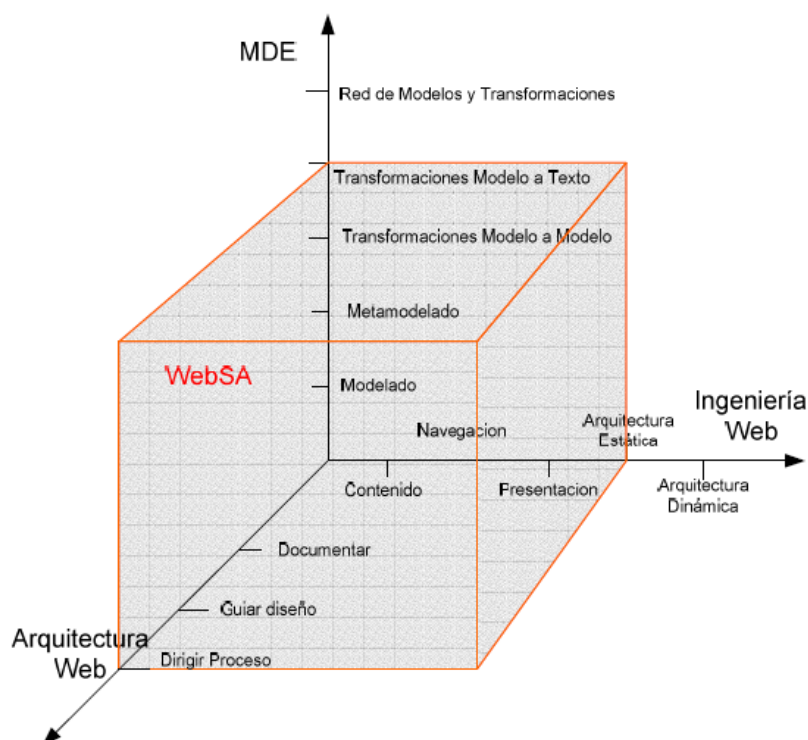 MDE
Red de Modelos y Transformaciones
Transformaciones Modelo a Texto
Transformaciones Modelo a Modelo
Metamodelado
WebSA
Modelado
Ingeniería
Web
Navegacion
Arquitectura
Estática
Contenido
Presentacion
Arquitectura
Dinámica
Documentar
Guiar diseño
Arquitectura
Web
Dirigir Proceso